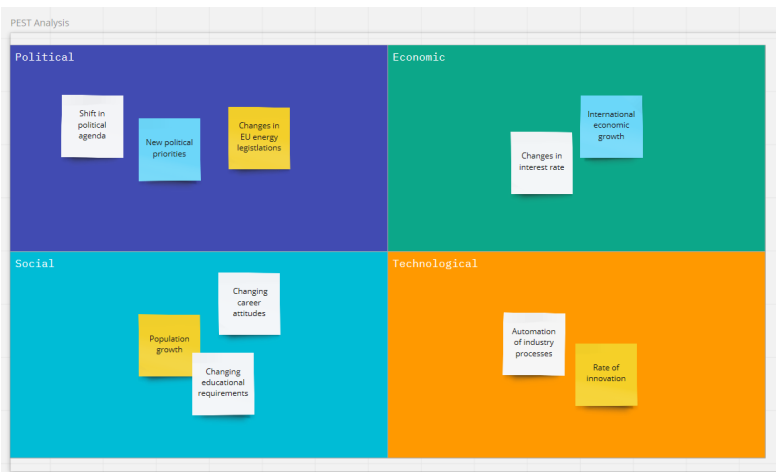 PEST Analysis
Political
Shift in
political
agenda
New political
priorities
Changes in
EU energy
legistlations
Economic
International
economic
growth
Changes in
interest rate
Social
Changing
career
attitudes
Population
growth
Changing
educational
requirements
Technological
Automation
of industry
processes
Rate of
innovation